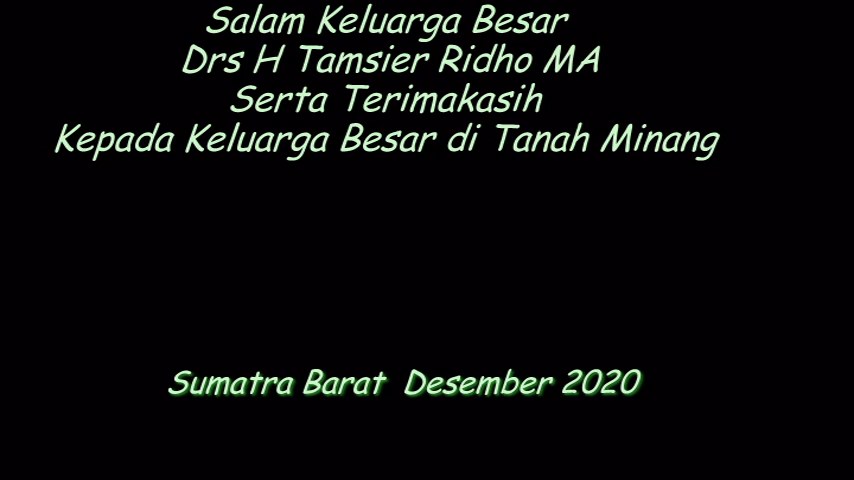 Salam Keluarga Besar
Drs H Tamsier Ridho MA
Serta Terimakasih
Kepada Keluarga Besar di Tanah Minang
Sumatra Barat Desember 2020